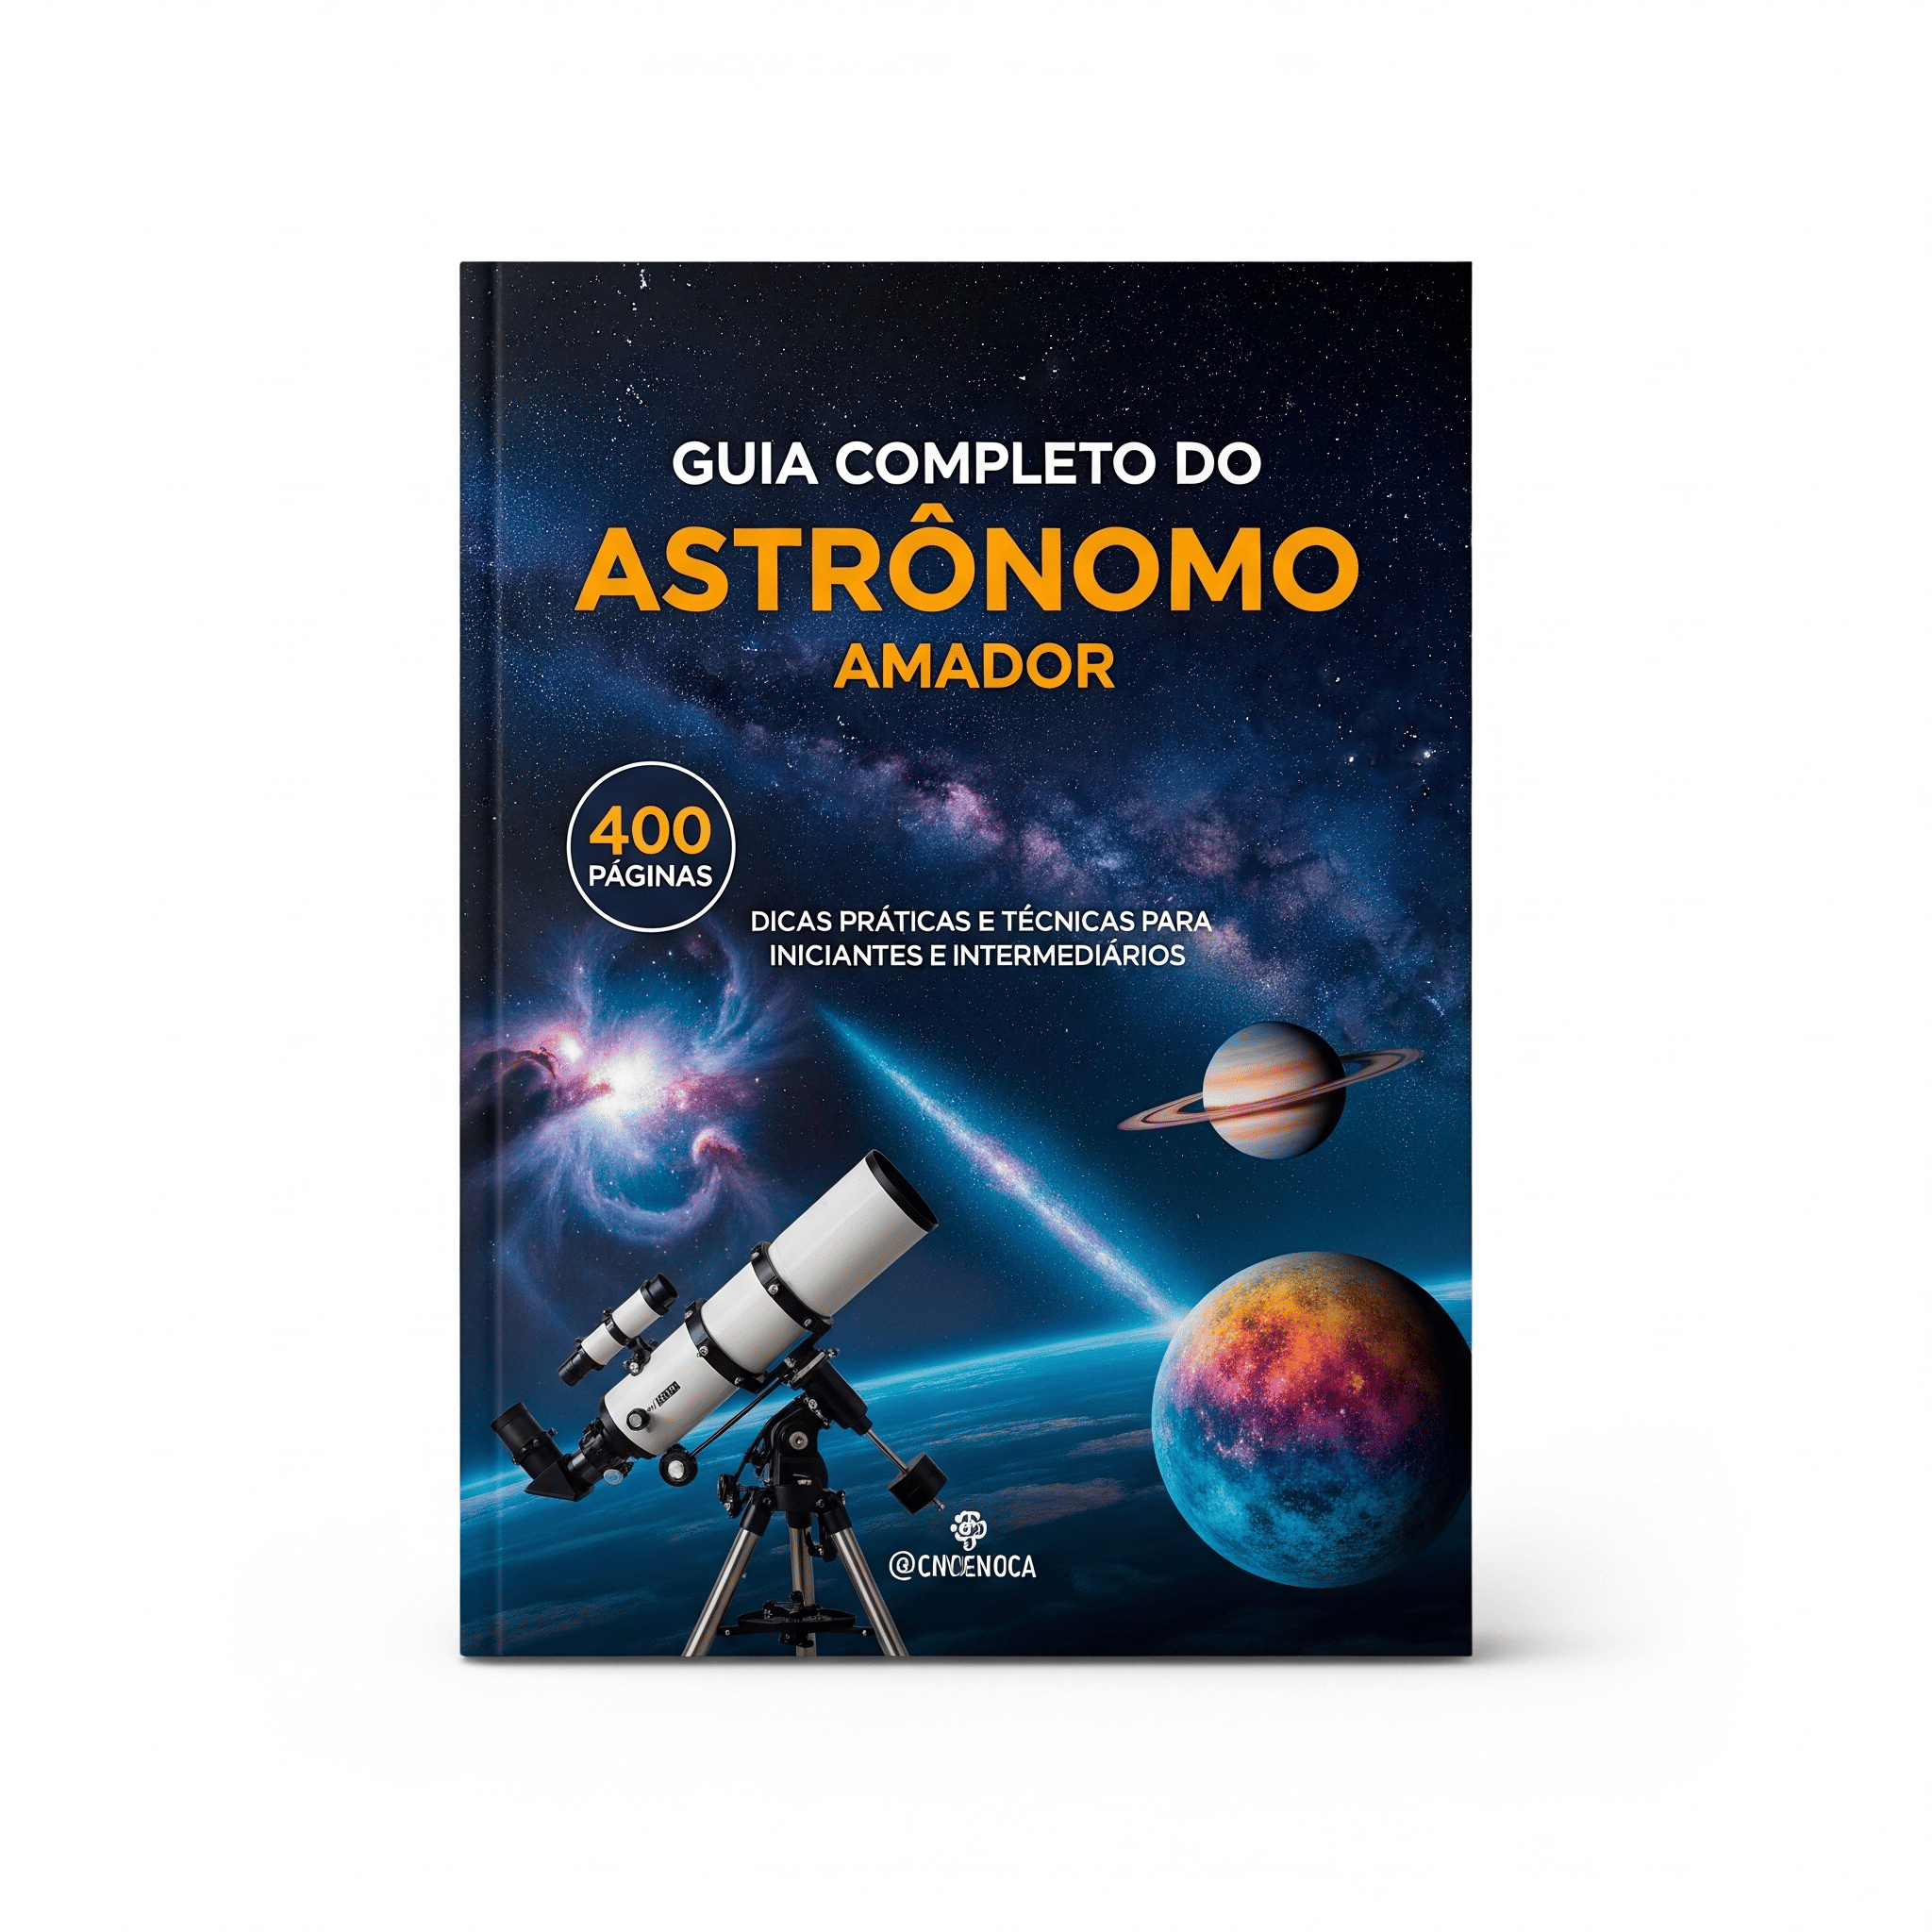 GUIA COMPLETO DO
ASTRÔNOMO
AMADOR
400
PÁGINAS
DICAS PRÁTICAS E TÉCNICAS PARA
INICIANTES E INTERMEDIÁRIOS